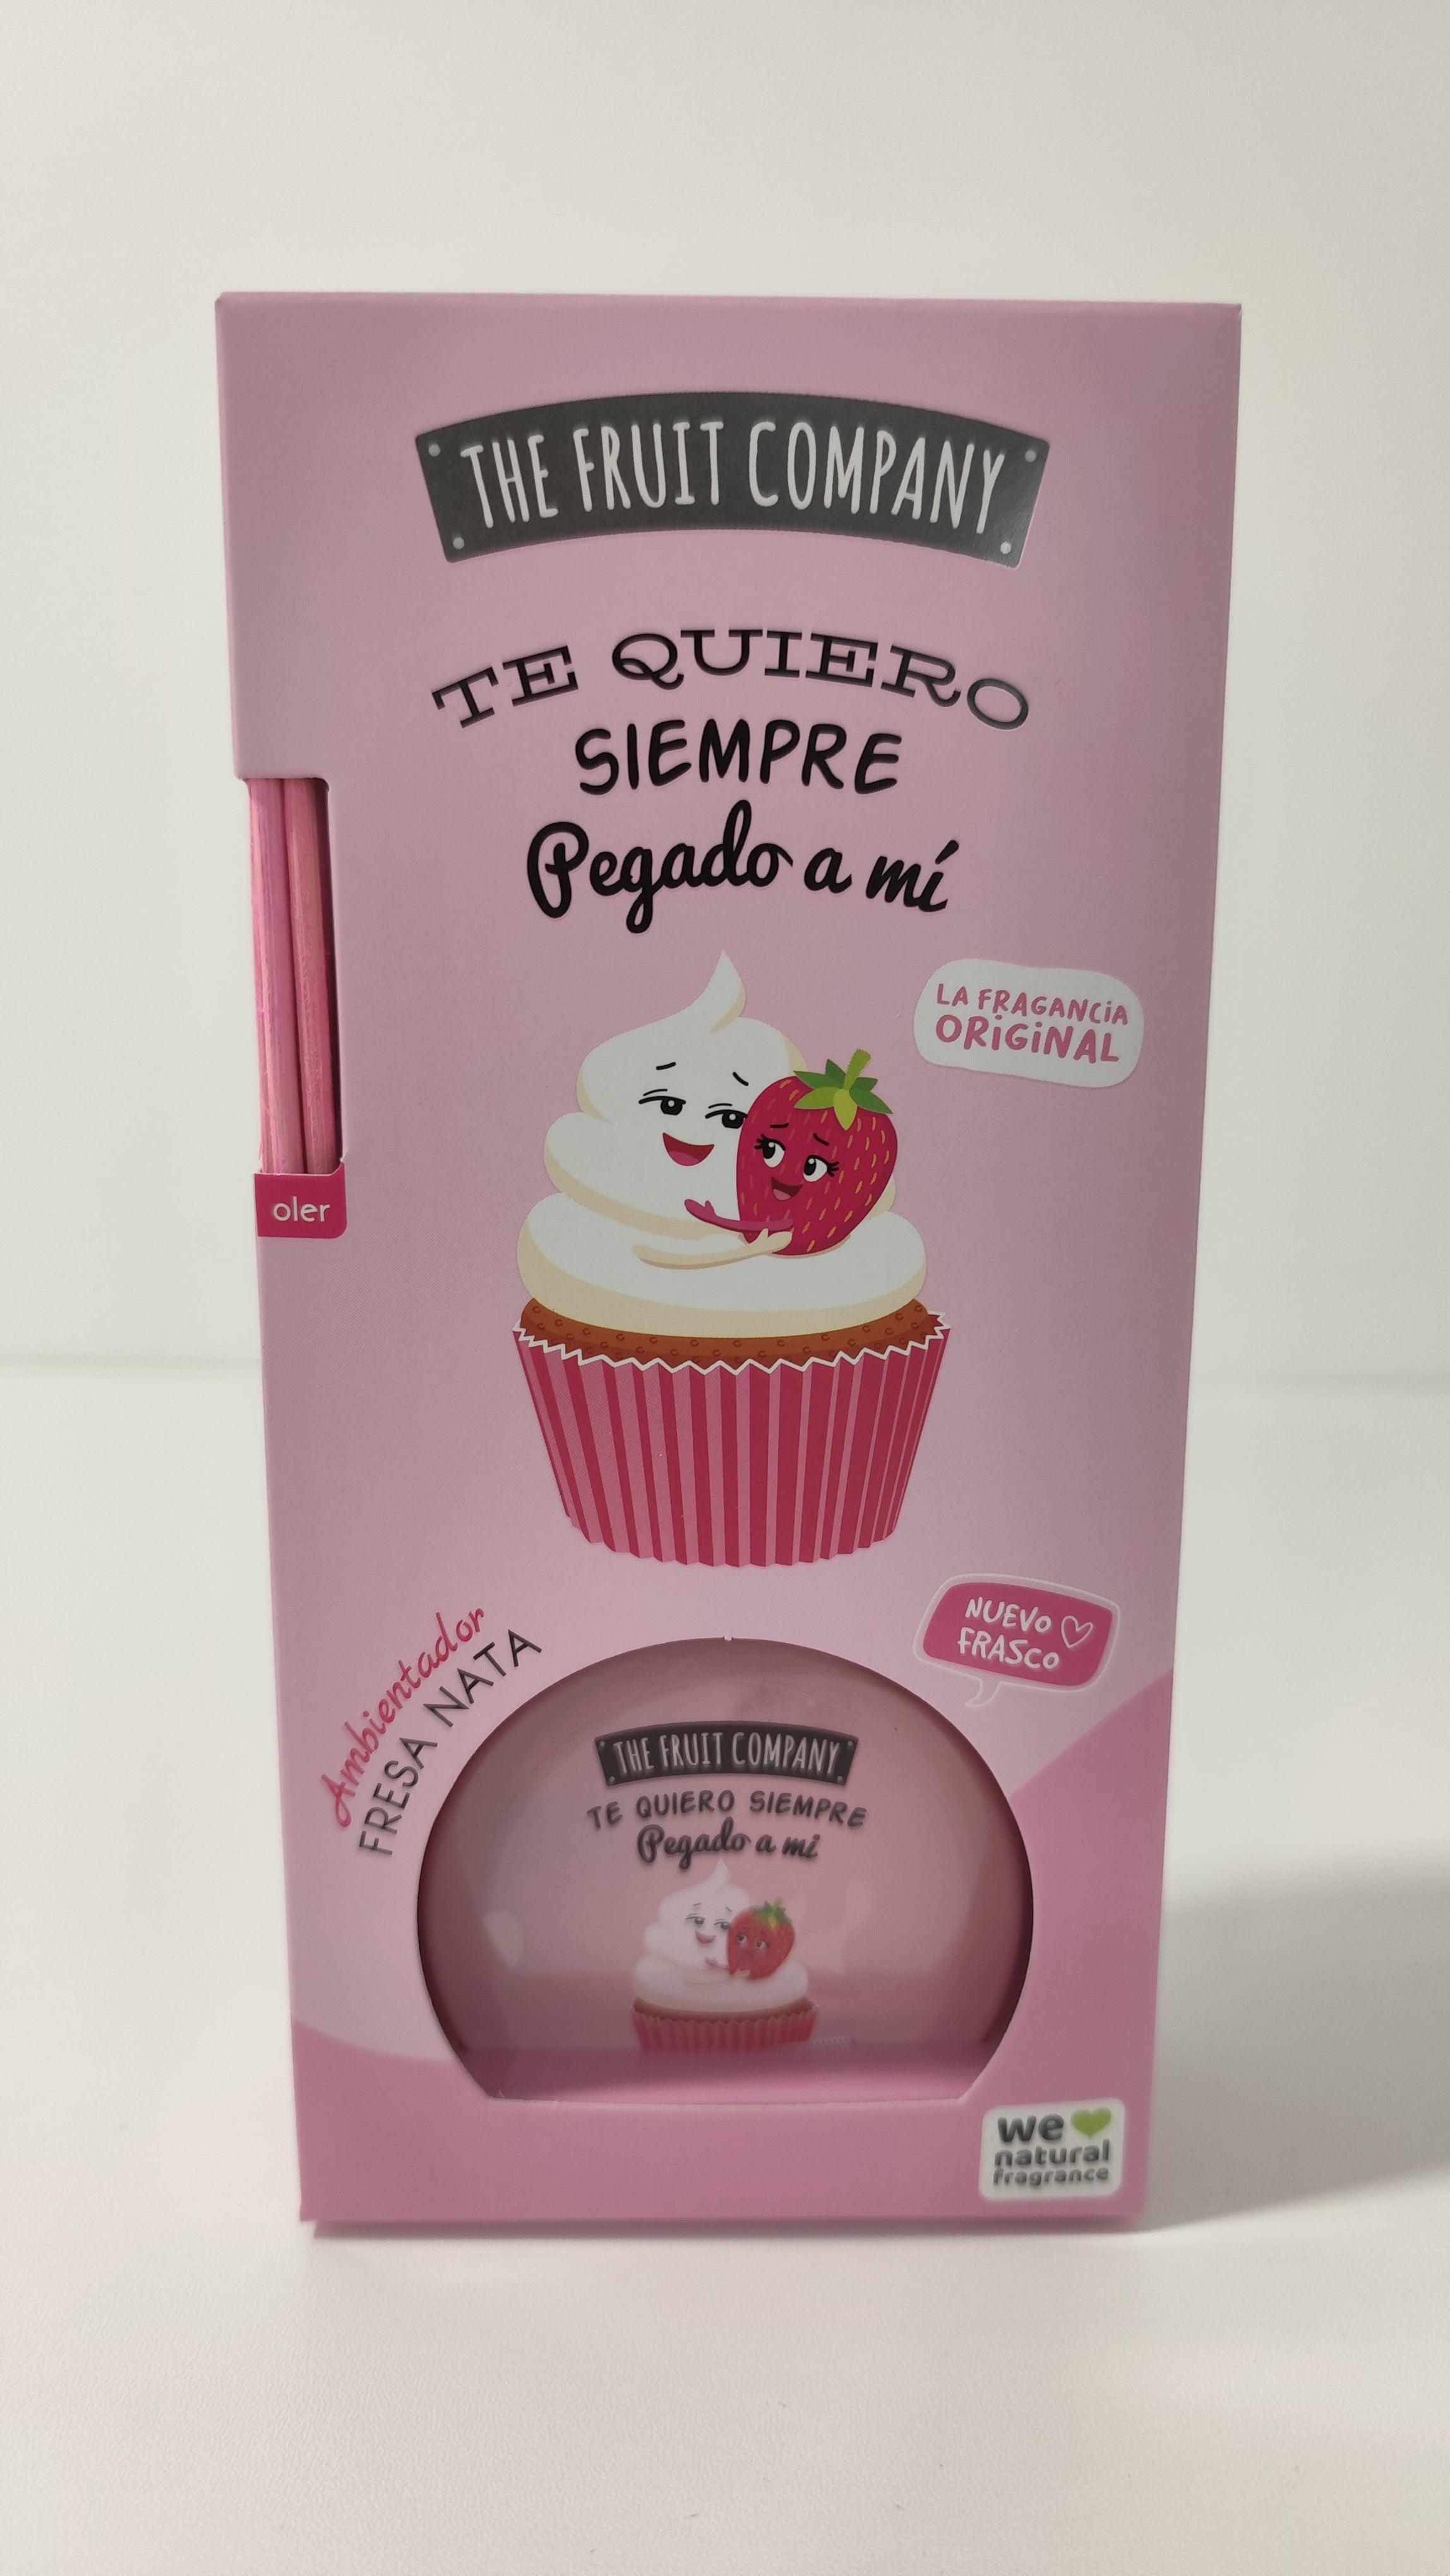 THE FRUIT COMPANY
TE QUIERO
SIEMPRE
Pegado a mí
LA FRAGANCiA
ORiGiNAL
oler
NUEVO
FRASCO
Ambientador
FRESA NATA
THE FRUIT COMPANY
TE QUIERO SIEMPRE
Pegado a mi
we
natural
fragrance